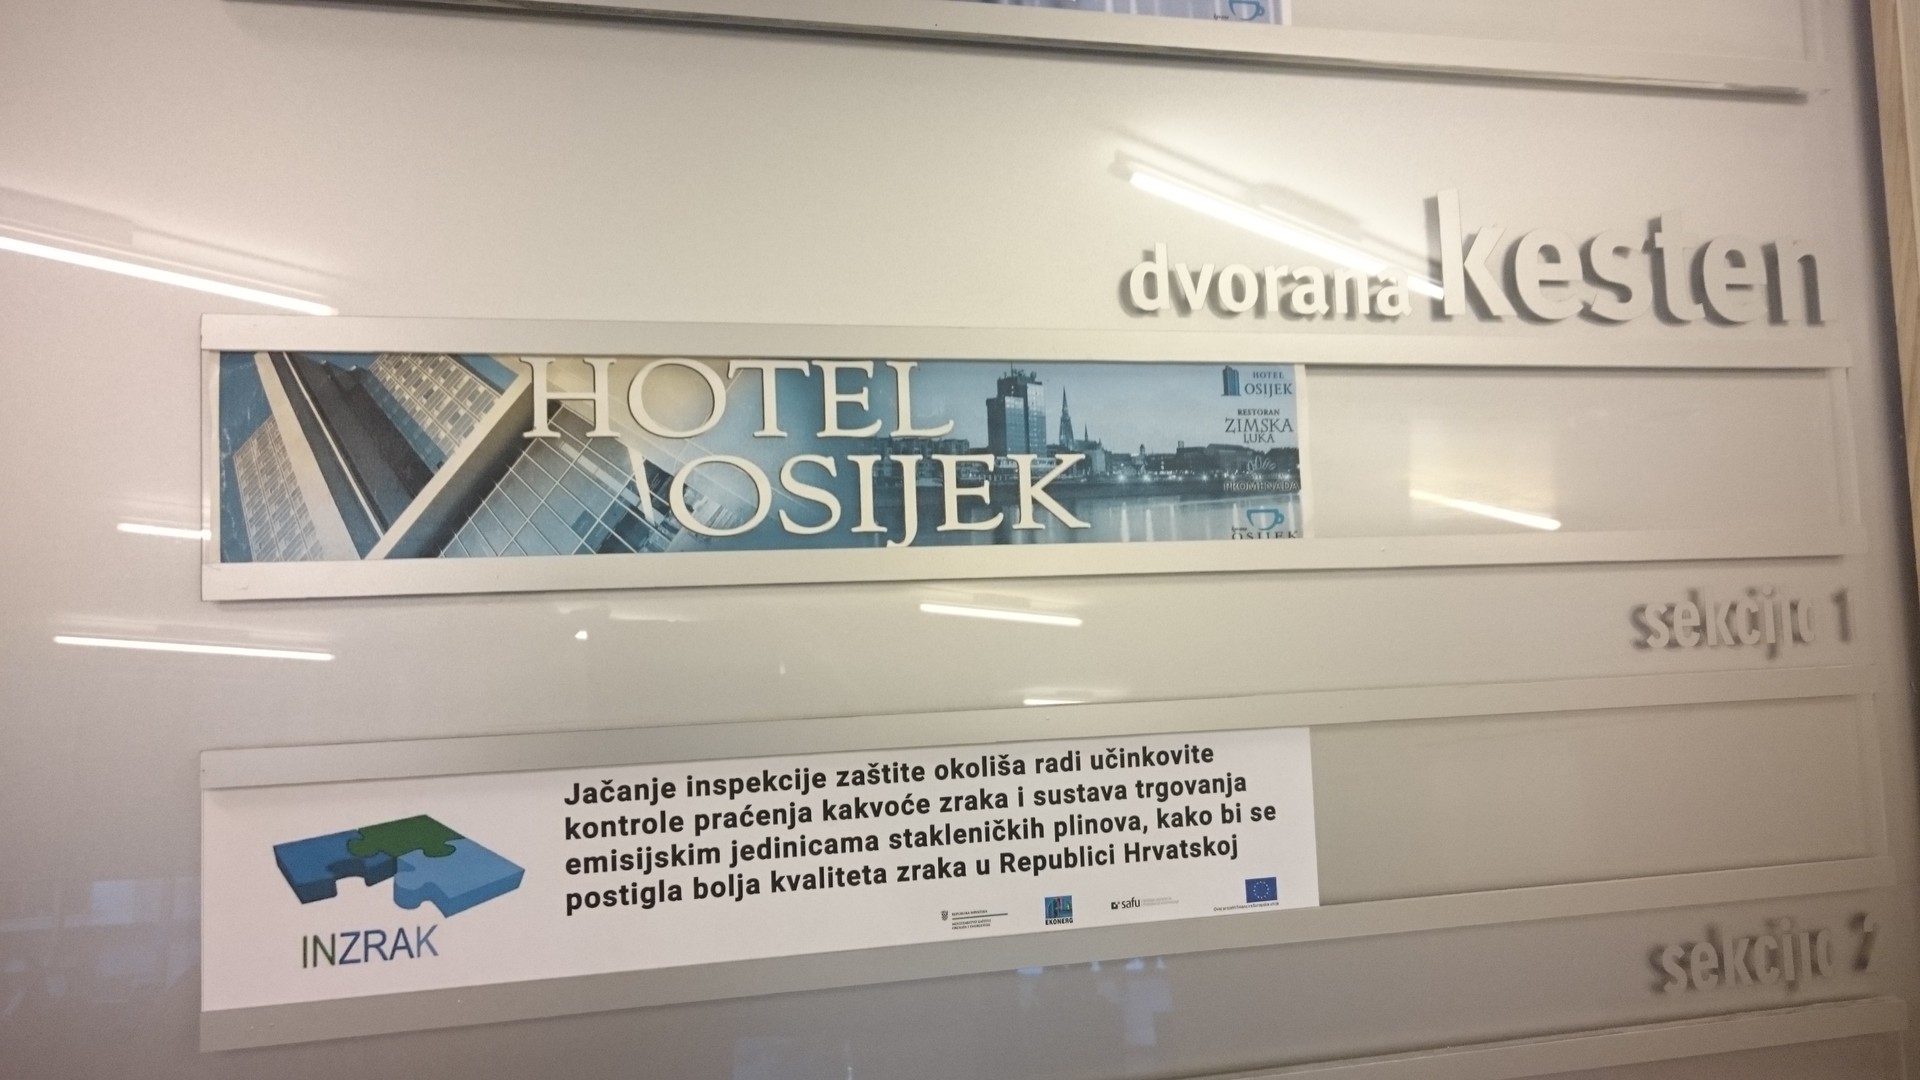 dvorana kesten
HOTEL
OSIJEK
HOTEL
OSIJEK
RESTORAN
ZIMSKA
LUKA
PROMENADA
OSIJEK
sekcija 1
Jačanje inspekcije zaštite okoliša radi učinkovite
kontrole praćenja kakvoće zraka i sustava trgovanja
emisijskim jedinicama stakleničkih plinova, kako bi se
postigla bolja kvaliteta zraka u Republici Hrvatskoj
INZRAK
EKONERG
safu
sekcija 2